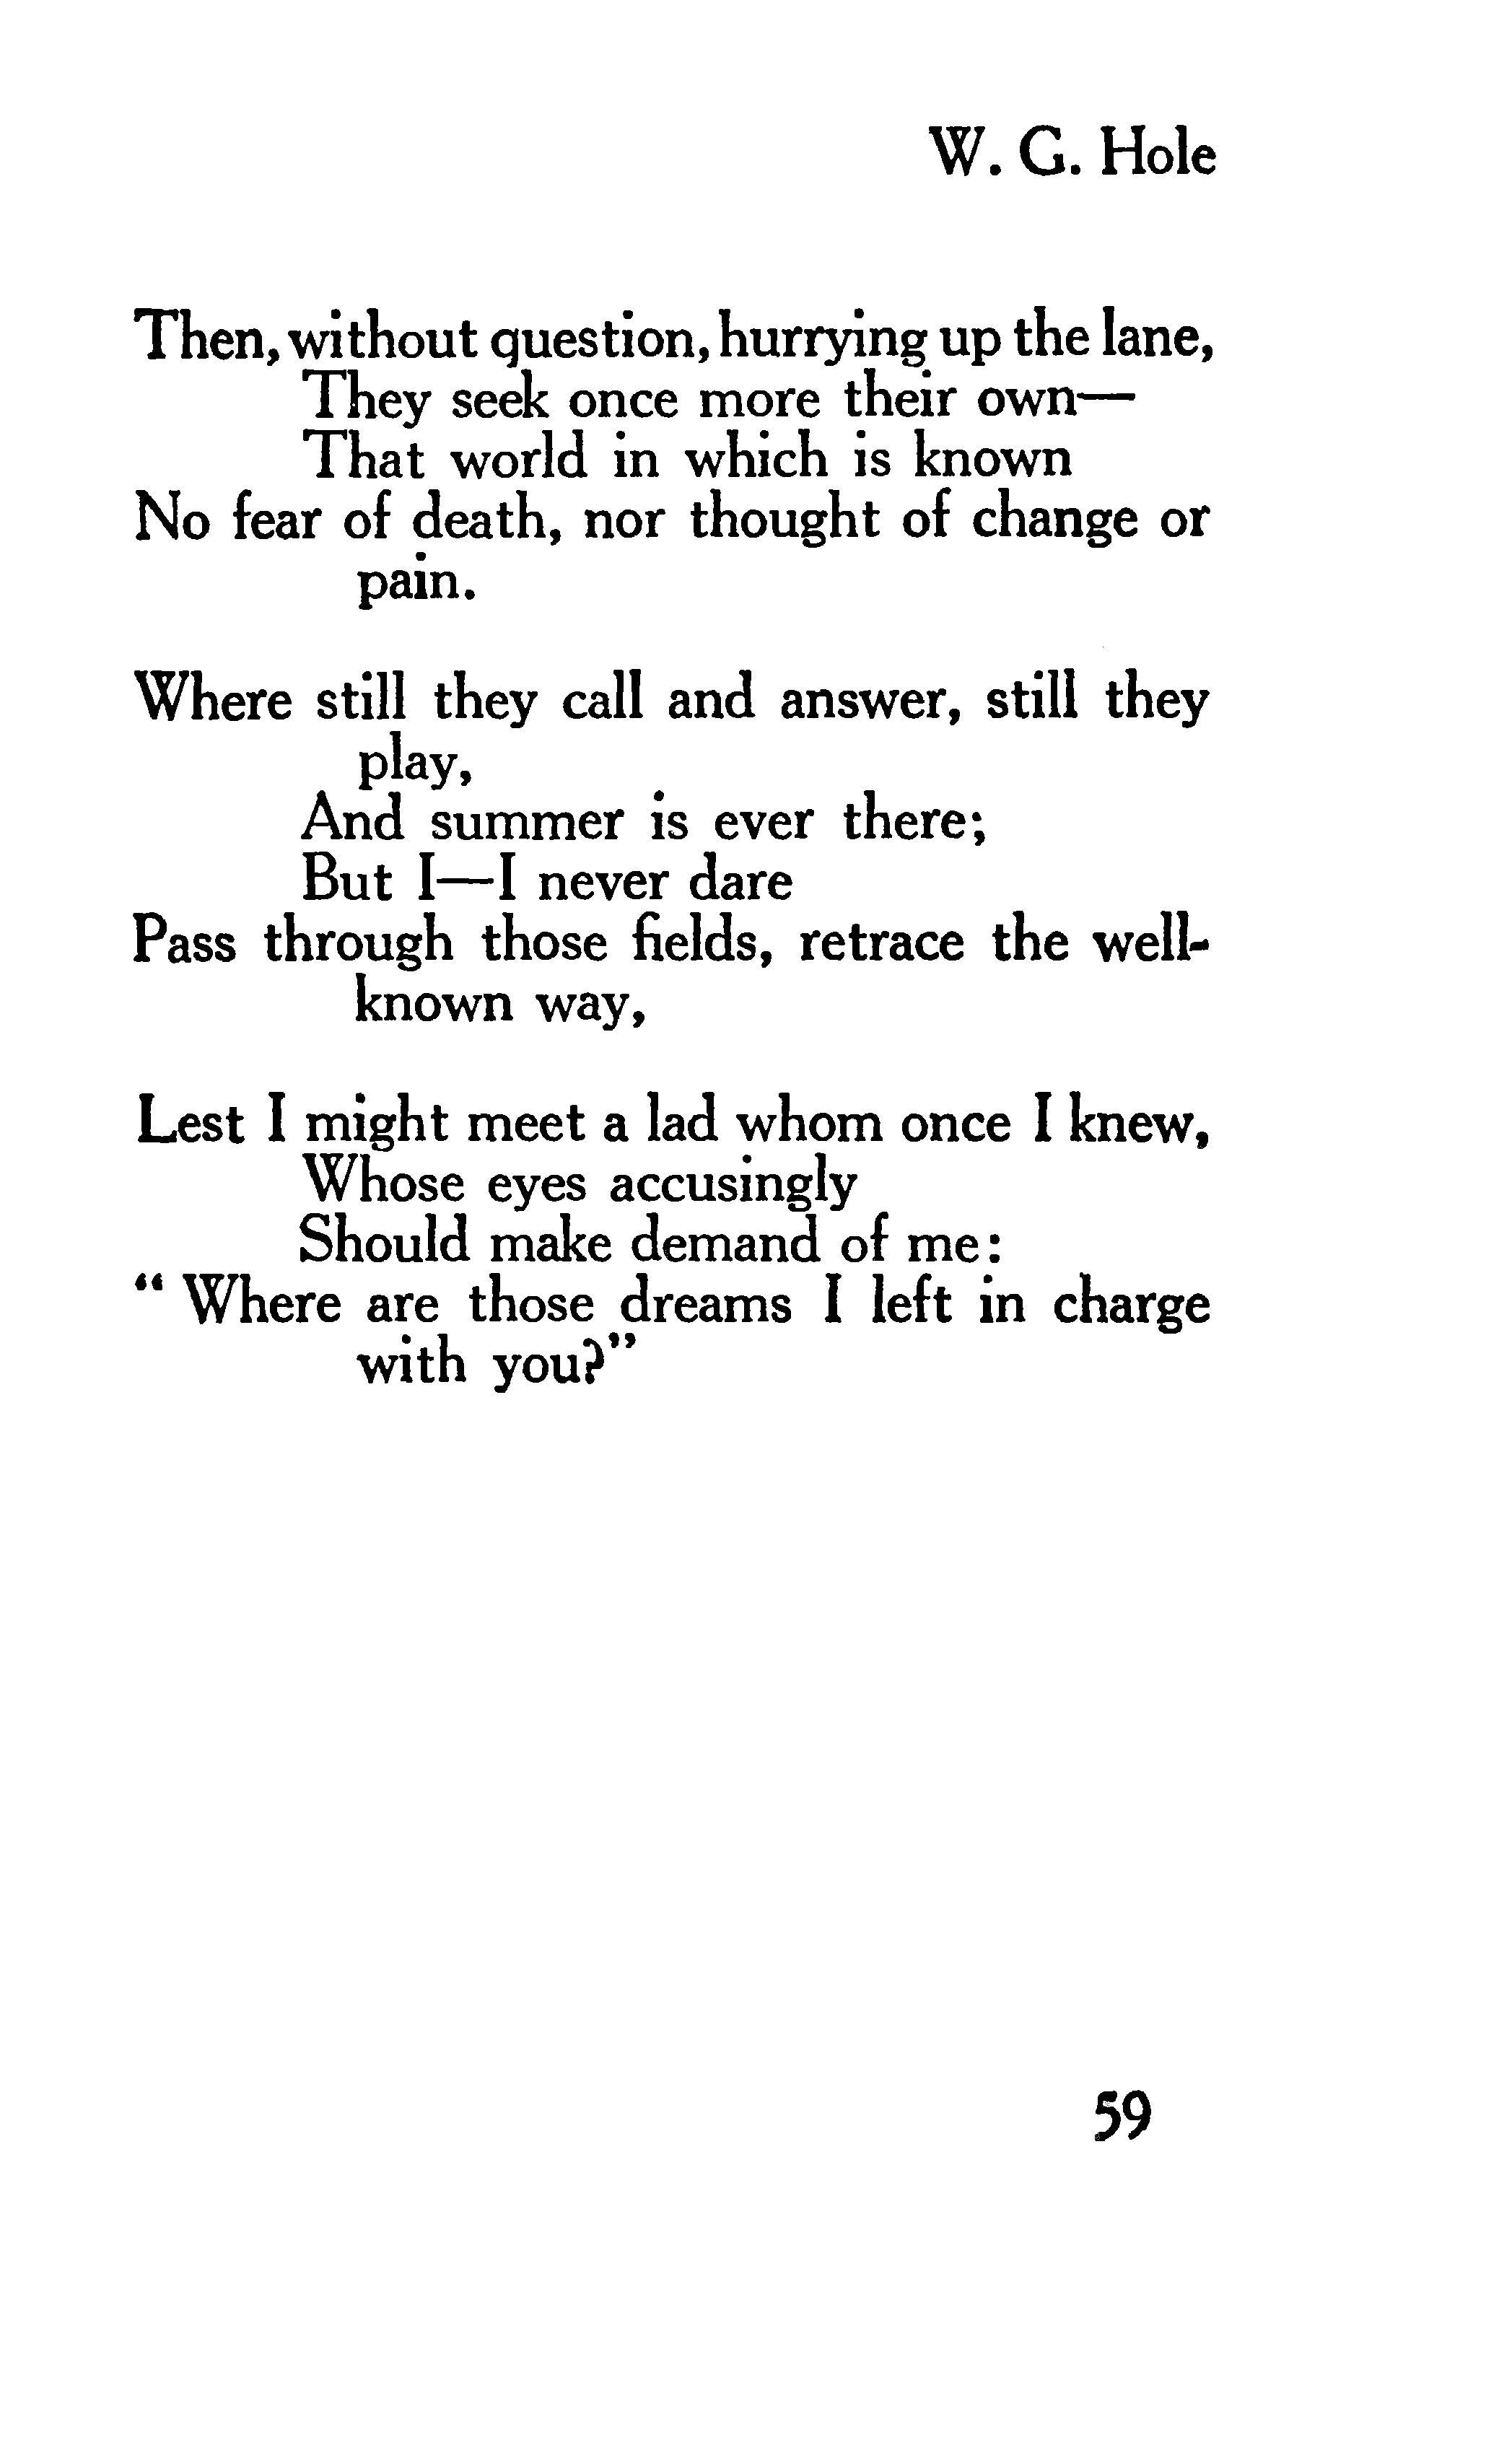 W. G. Hole
Then, without question, hurrying up the lane,
They seek once more their own—
That world in which is known
No fear of death, nor thought of change or
pain.
Where still they call and answer, still they
play,
And summer is ever there;
But I—I never dare
Pass through those fields, retrace the well-
known way,
Lest I might meet a lad whom once I knew,
Whose eyes accusingly
Should make demand of me:
“Where are those dreams I left in charge
with you?”
59